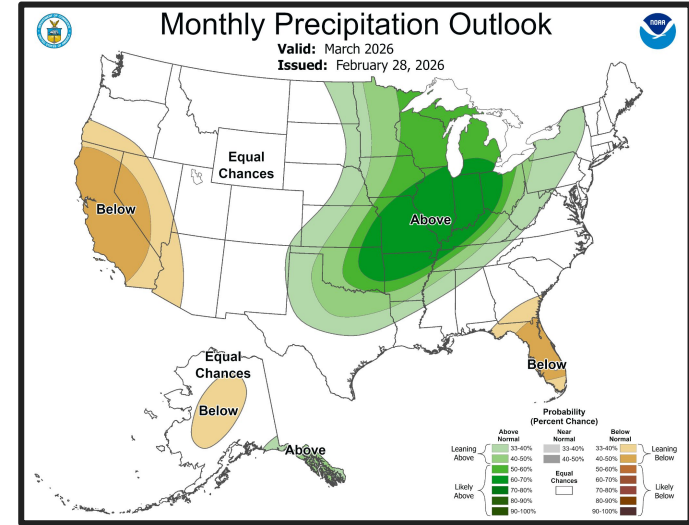 Monthly Precipitation Outlook
Valid: March 2026
Issued: February 28, 2026
NOAA
Equal
Chances
Below
Above
Below
Equal
Chances
Below
Above
Probability
(Percent Chance)
Above
Normal
Near
Normal
Below
Normal
Leaning
Above
33-40%
40-50%
50-60%
60-70%
70-80%
80-90%
90-100%
Likely
Above
33-40%
40-50%
Equal
Chances
33-40%
40-50%
50-60%
60-70%
70-80%
80-90%
90-100%
Leaning
Below
Likely
Below